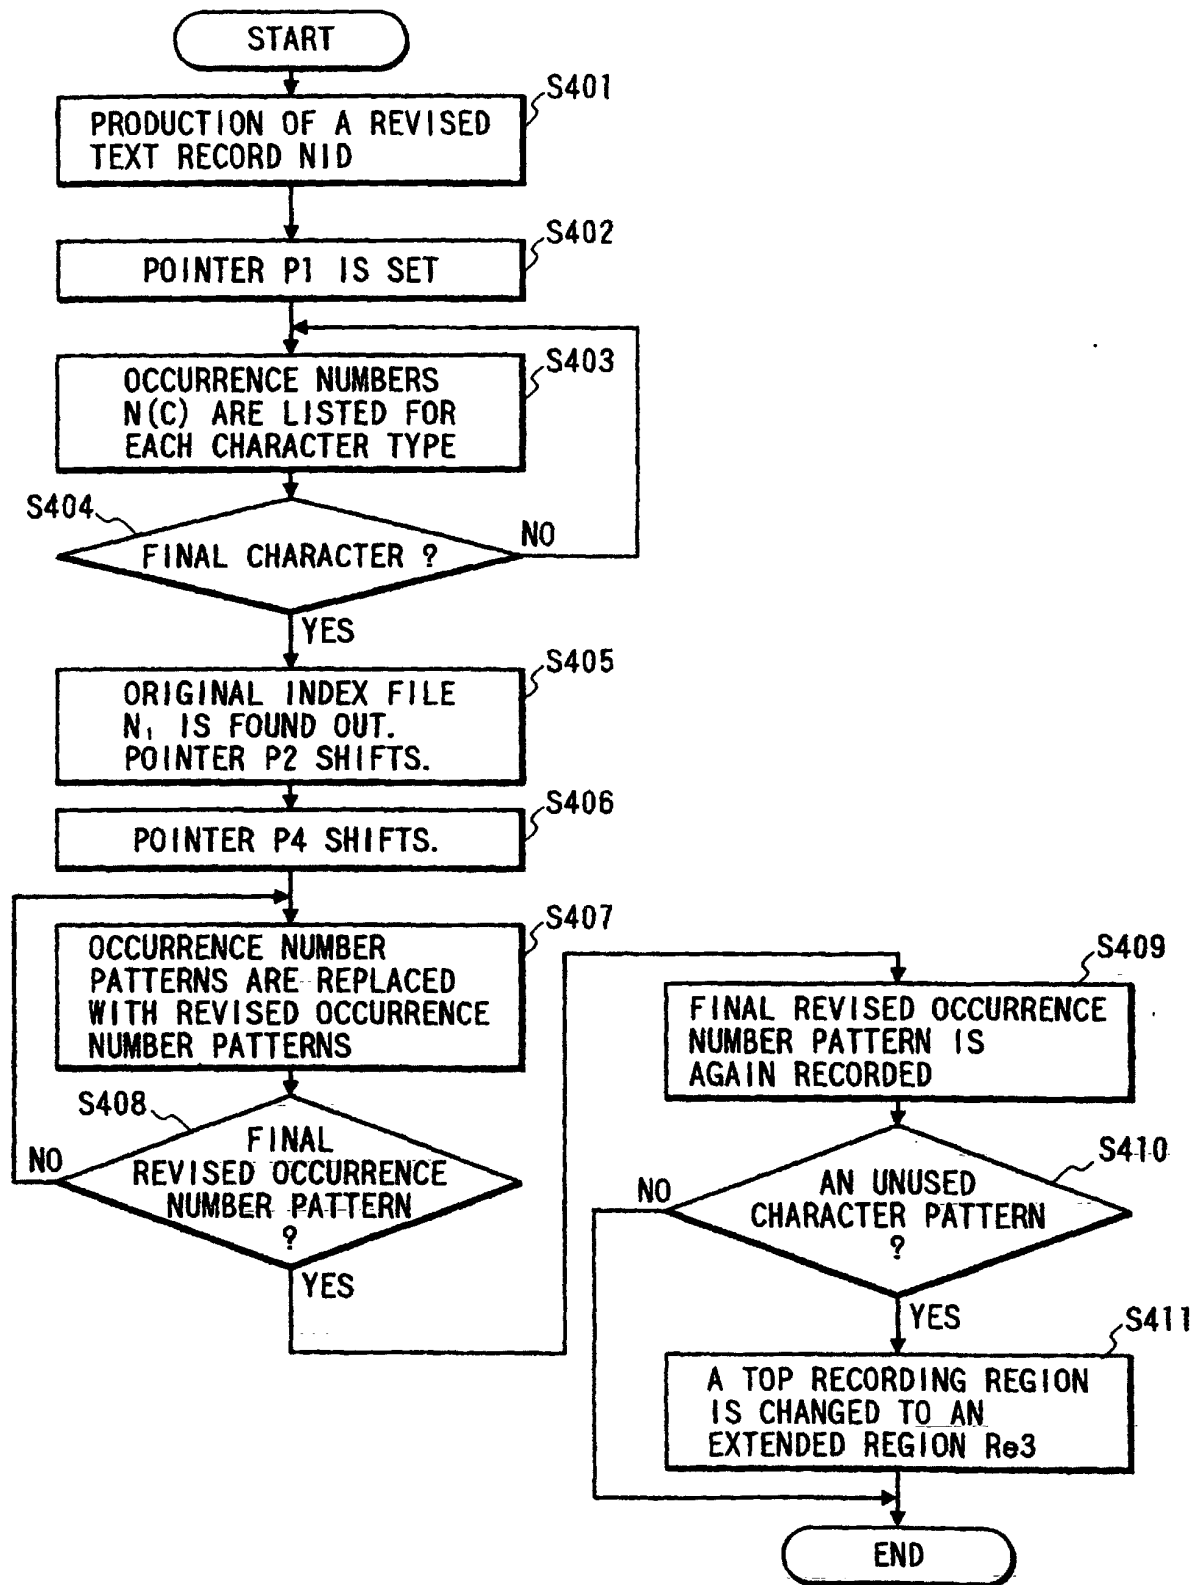 START
S401
PRODUCTION OF A REVISED
TEXT RECORD NID
S402
POINTER P1 IS SET
S403
OCCURRENCE NUMBERS
N(C) ARE LISTED FOR
EACH CHARACTER TYPE
S404
FINAL CHARACTER ?
NO
YES
S405
ORIGINAL INDEX FILE
Nᵢ IS FOUND OUT.
POINTER P2 SHIFTS.
S406
POINTER P4 SHIFTS.
S407
OCCURRENCE NUMBER
PATTERNS ARE REPLACED
WITH REVISED OCCURRENCE
NUMBER PATTERNS
S408
FINAL
REVISED OCCURRENCE
NUMBER PATTERN
?
NO
YES
S409
FINAL REVISED OCCURRENCE
NUMBER PATTERN IS
AGAIN RECORDED
S410
AN UNUSED
CHARACTER PATTERN
?
NO
YES
S411
A TOP RECORDING REGION
IS CHANGED TO AN
EXTENDED REGION Re3
END